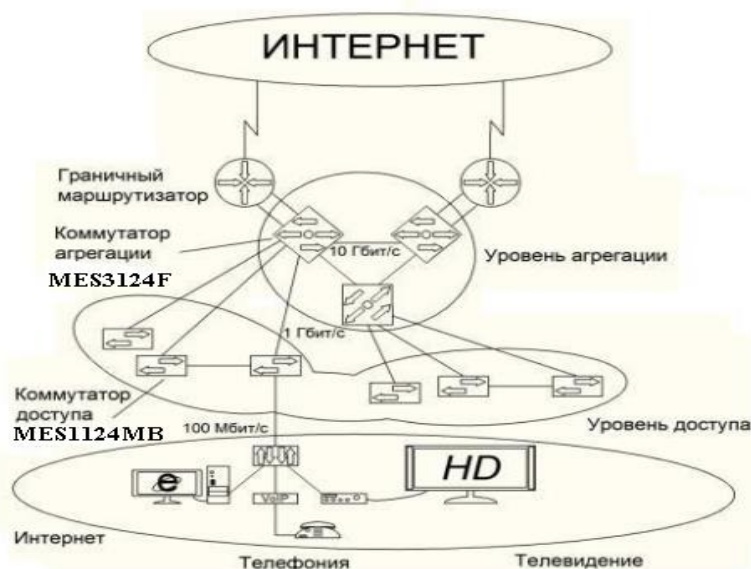 ИНТЕРНЕТ
Граничный
маршрутизатор
Коммутатор
агрегации
MES3124F
10 Гбит/с
Уровень агрегации
1 Гбит/с
Коммутатор
доступа
MES1124MB
100 Мбит/с
Уровень доступа
e
VoIP
HD
Интернет
Телефония
Телевидение